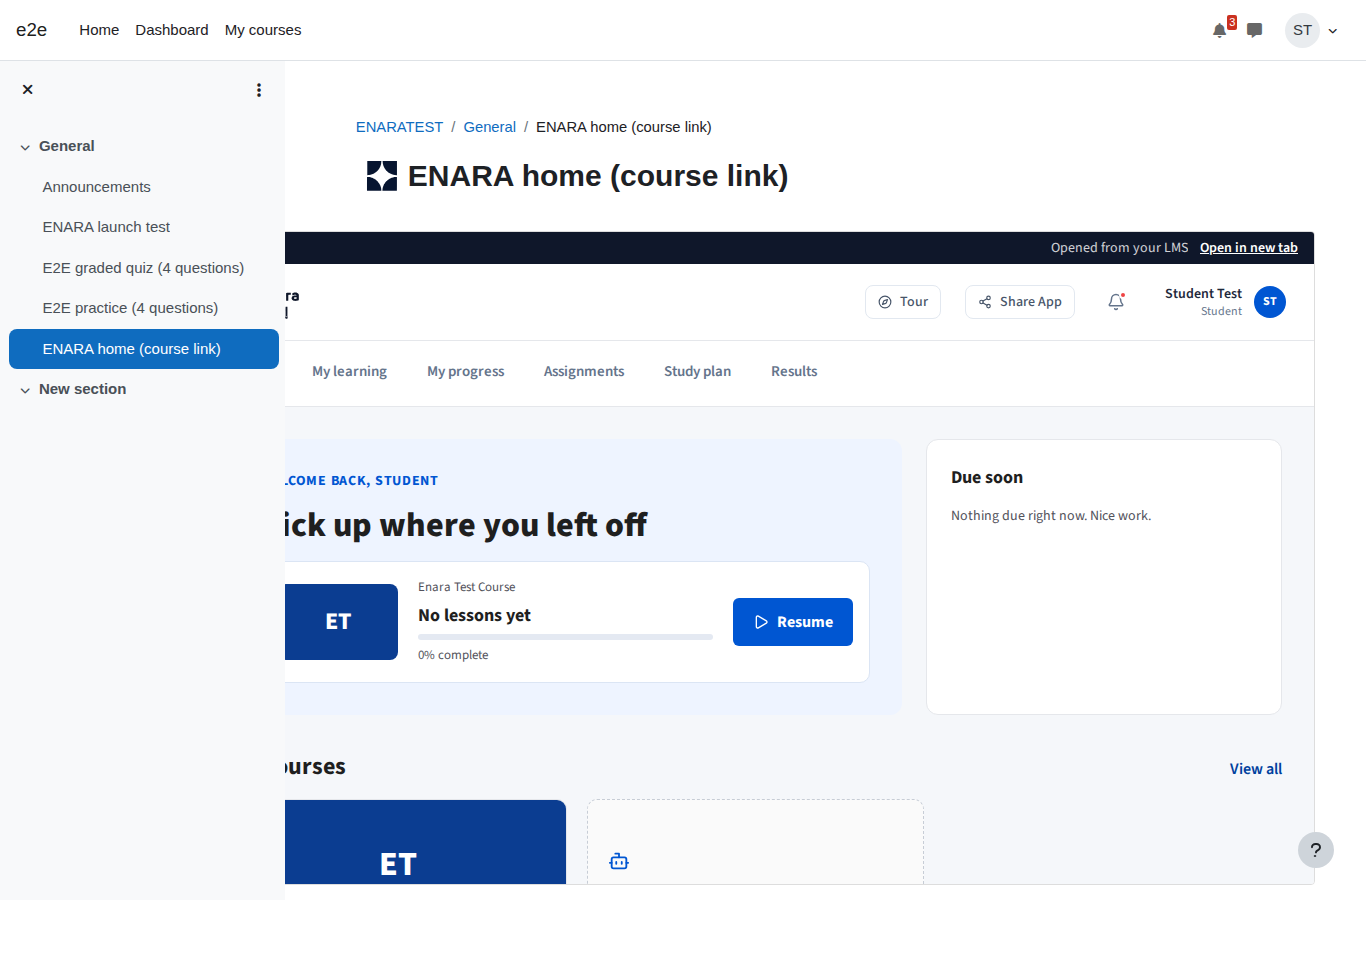 e2e
Home
Dashboard
My courses
3
ST
General
Announcements
ENARA launch test
E2E graded quiz (4 questions)
E2E practice (4 questions)
ENARA home (course link)
New section
ENARATEST / General / ENARA home (course link)
ENARA home (course link)
Opened from your LMS
Open in new tab
ra
!
Tour
Share App
Student Test
Student
ST
My learning
My progress
Assignments
Study plan
Results
LCOME BACK, STUDENT
ick up where you left off
ET
Enara Test Course
No lessons yet
0% complete
Resume
Due soon
Nothing due right now. Nice work.
ourses
View all
ET
?